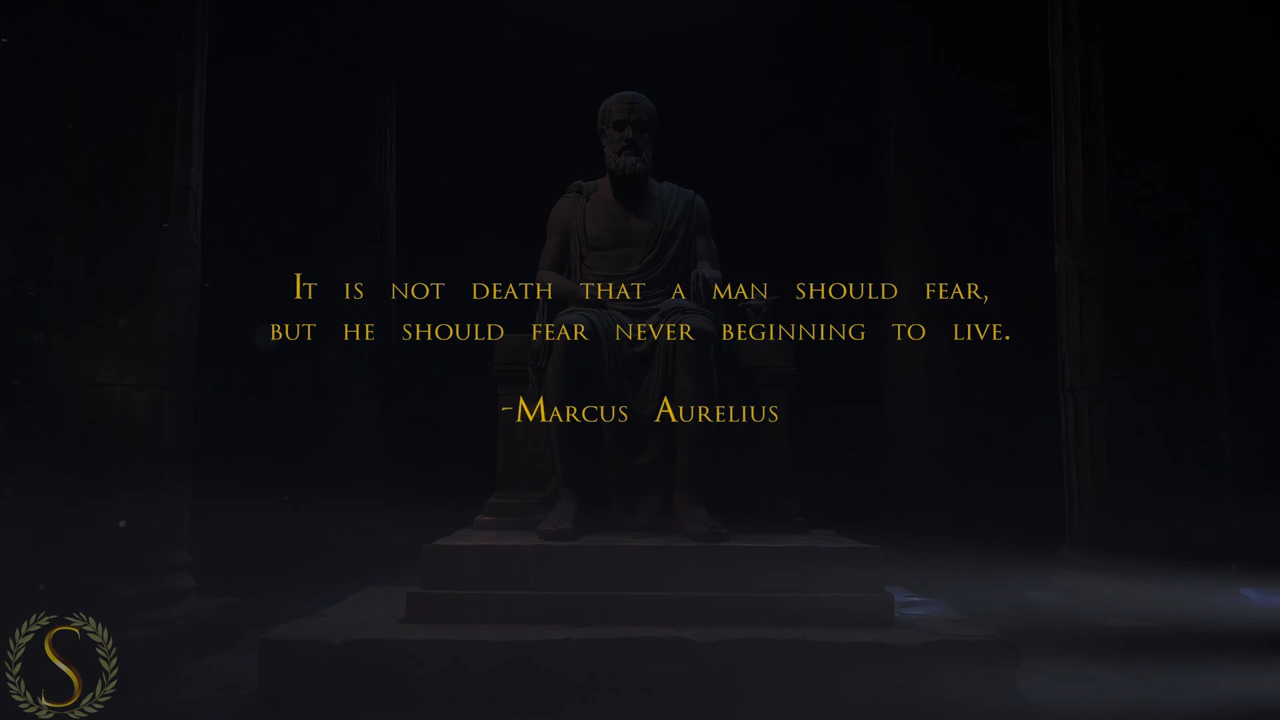 It is not death that a man should fear,
but he should fear never beginning to live.
-Marcus Aurelius
S